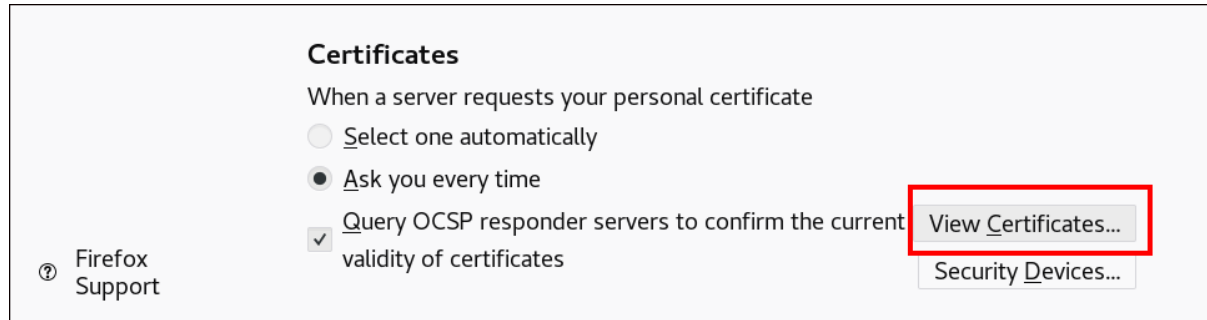 Certificates
When a server requests your personal certificate
Select one automatically
Ask you every time
Query OCSP responder servers to confirm the current
validity of certificates
View Certificates...
Security Devices...
Firefox
Support